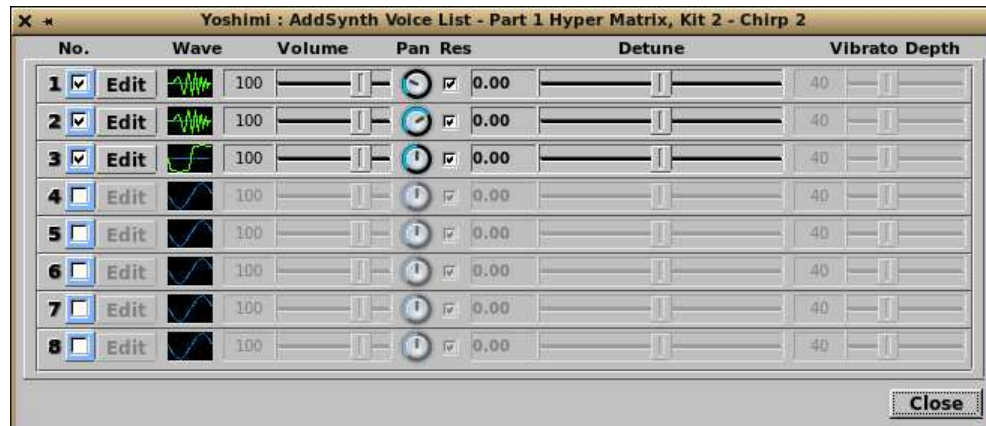 Yoshimi : AddSynth Voice List - Part 1 Hyper Matrix, Kit 2 - Chirp 2
No. Wave Volume Pan Res Detune Vibrato Depth
1 Edit 100 0.00 40
2 Edit 100 0.00 40
3 Edit 100 0.00 40
4 Edit 100 0.00 40
5 Edit 100 0.00 40
6 Edit 100 0.00 40
7 Edit 100 0.00 40
8 Edit 100 0.00 40
Close